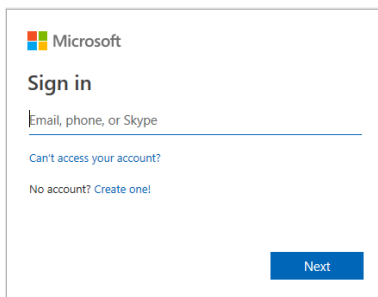 Microsoft
Sign in
Email, phone, or Skype
Can't access your account?
No account? Create one!
Next